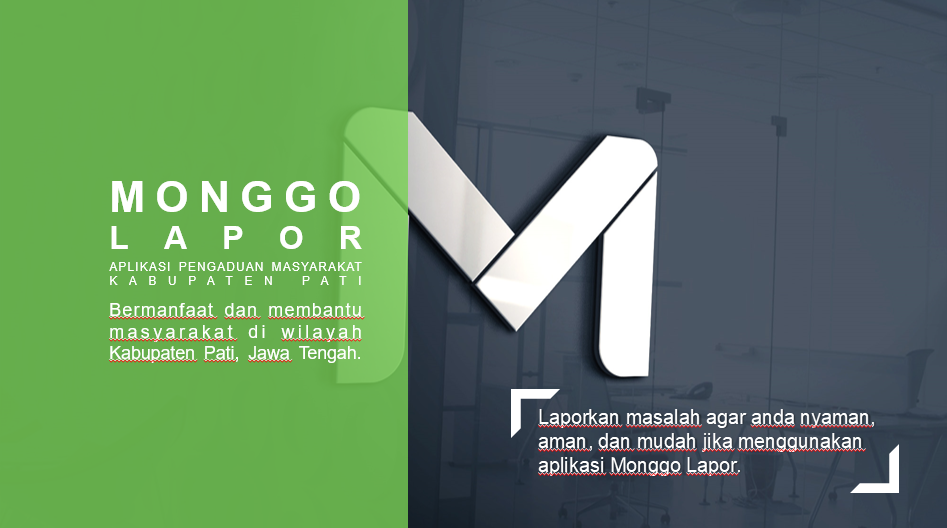 MONGGO
LAPOR
APLIKASI PENGADUAN MASYARAKAT
KABUPATEN PATI
Bermanfaat dan membantu
masyarakat di wilayah
Kabupaten Pati, Jawa Tengah.
Laporkan masalah agar anda nyaman,
aman, dan mudah jika menggunakan
aplikasi Monggo Lapor.